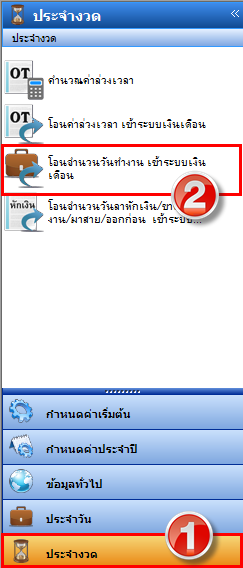 ประจำงวด «
ประจำงวด
OT คำนวณค่าล่วงเวลา
OT โอนค่าล่วงเวลา เข้าระบบเงินเดือน
โอนจำนวนวันทำงาน เข้าระบบเงิน
เดือน
2
หักเงิน โอนจำนวนวันลาหักเงิน/ขา
งาน/มาสาย/ออกก่อน เข้าระบบ...
กำหนดค่าเริ่มต้น
กำหนดค่าประจำปี
ข้อมูลทั่วไป
ประจำวัน
1
ประจำงวด